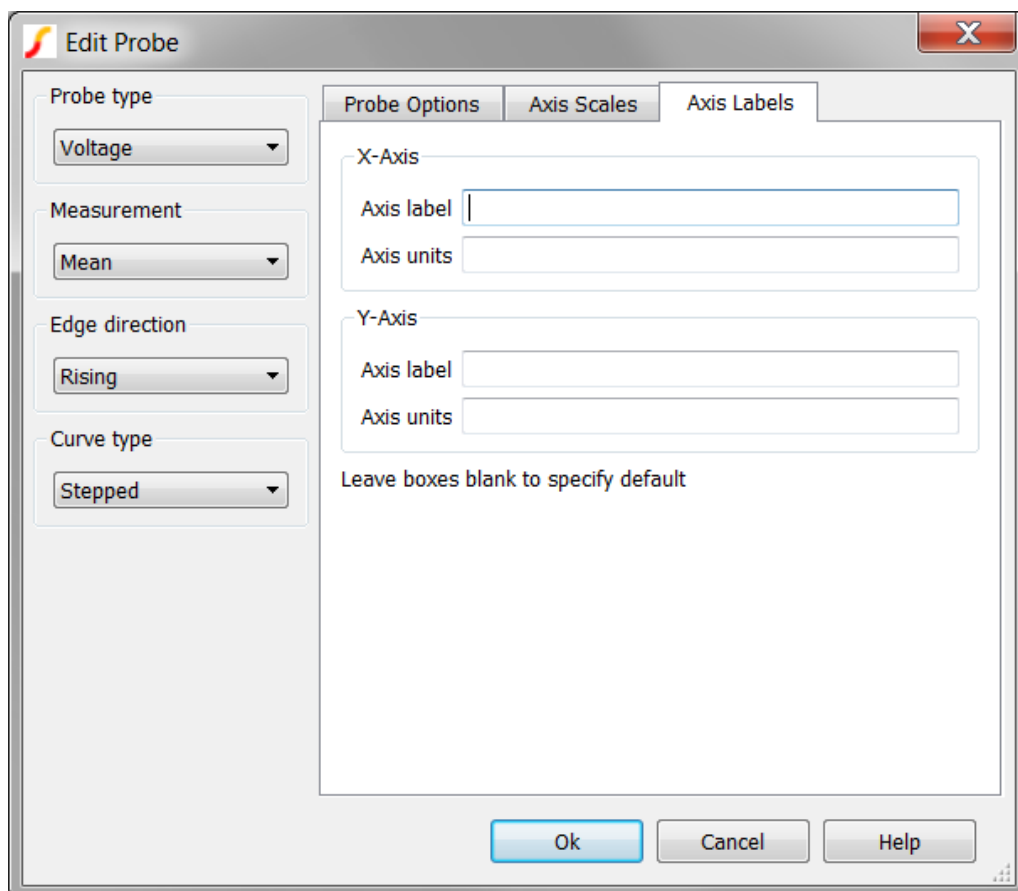 Edit Probe
X
Probe type
Voltage
Measurement
Mean
Edge direction
Rising
Curve type
Stepped
Probe Options
Axis Scales
Axis Labels
X-Axis
Axis label
Axis units
Y-Axis
Axis label
Axis units
Leave boxes blank to specify default
Ok
Cancel
Help